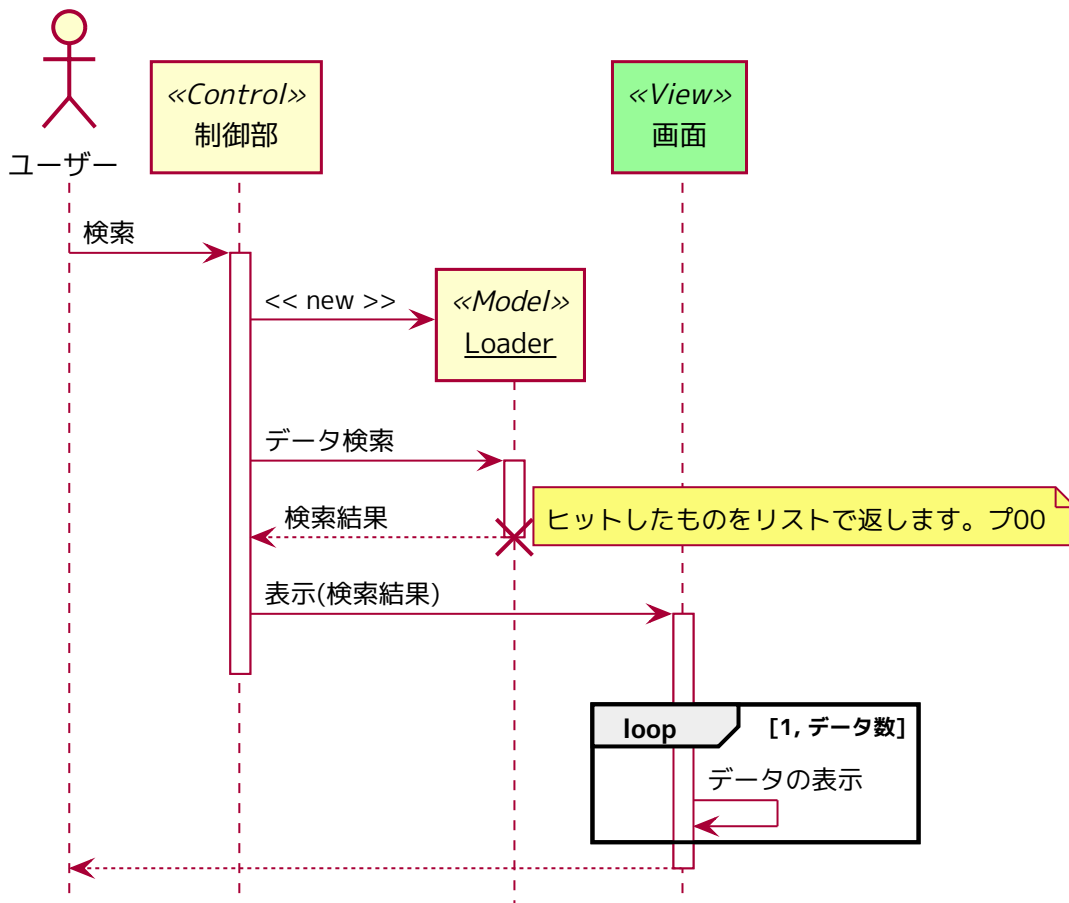 «Control»
制御部
«View»
画面
ユーザー
検索
<< new >>
«Model»
Loader
データ検索
検索結果
ヒットしたものをリストで返します。プ00
表示(検索結果)
loop
[1, データ数]
データの表示